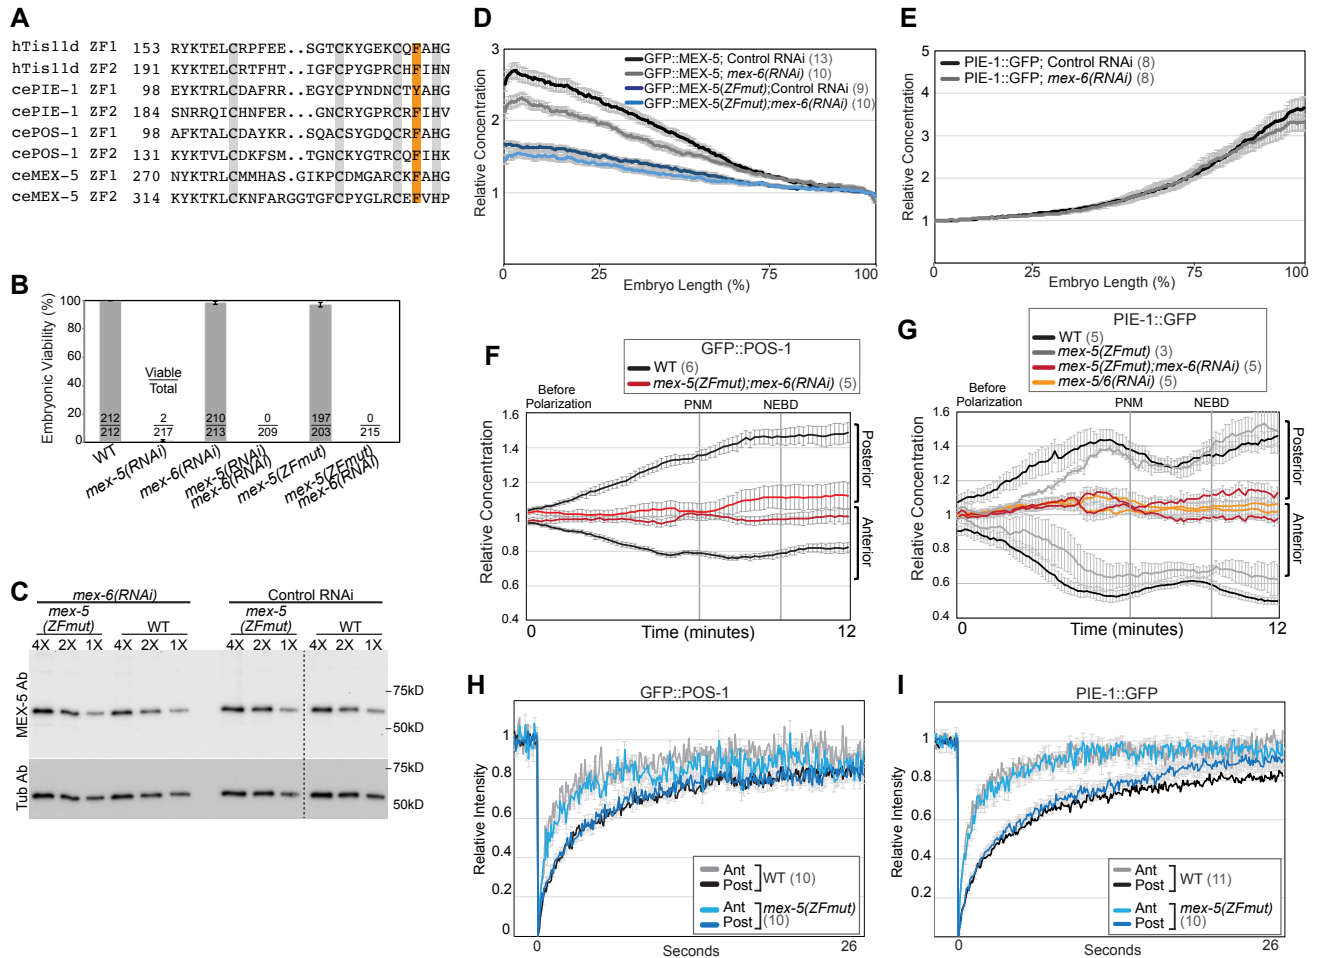 A
hTis11d ZF1 153 RYKTELCRPFEE..SGTCKYGEKCQFAHG
hTis11d ZF2 191 KYKTELCRTFHT..IGFCPYGPRCHFIHN
cePIE-1 ZF1 98 EYKTRLCDAFRR..EGYCPYNDNCTYAHG
cePIE-1 ZF2 184 SNRRQICHNFER..GNCRYGPRCRFIHV
cePOS-1 ZF1 98 AFKTALCDAYKR..SQACSYGDQCRFAHG
cePOS-1 ZF2 131 KYKTVLCDKFSM..TGNCKYGTRCQFIHK
ceMEX-5 ZF1 270 NYKTRLCMMHAS.GIKPCDMGARCKFAHG
ceMEX-5 ZF2 314 KYKTKLCKNFARGGTGFCPYGLRCEFVHP
B
Embryonic Viability (%)
100
80
60
40
20
0
Viable
Total
212
212
2
217
210
213
0
209
197
203
0
215
WT
mex-5(RNAi)
mex-6(RNAi)
mex-5(RNAi)
mex-6(RNAi)
mex-5(ZFmut)
mex-5(ZFmut)
mex-6(RNAi)
C
mex-6(RNAi) Control RNAi
mex-5 (ZFmut) WT mex-5 (ZFmut) WT
4X 2X 1X 4X 2X 1X 4X 2X 1X 4X 2X 1X
MEX-5 Ab
-75kD
-50kD
Tub Ab
-75kD
50kD
D
Relative Concentration
3
2
1
GFP::MEX-5; Control RNAi (13)
GFP::MEX-5; mex-6(RNAi) (10)
GFP::MEX-5(ZFmut);Control RNAi (9)
GFP::MEX-5(ZFmut);mex-6(RNAi) (10)
0 25 75 100
Embryo Length (%)
E
Relative Concentration
5
4
3
2
1
PIE-1::GFP; Control RNAi (8)
PIE-1::GFP; mex-6(RNAi) (8)
0 25 75 100
Embryo Length (%)
F
GFP::POS-1
WT (6)
mex-5(ZFmut);mex-6(RNAi) (5)
Before
Polarization
PNM NEBD
Relative Concentration
1.6
1.4
1.2
1
0.8
0.6
0.4
Posterior
Anterior
0 Time (minutes) 12
G
PIE-1::GFP
WT (5)
mex-5(ZFmut) (3)
mex-5(ZFmut);mex-6(RNAi) (5)
mex-5/6(RNAi) (5)
Before
Polarization
PNM NEBD
Relative Concentration
1.6
1.4
1.2
1
0.8
0.6
0.4
Posterior
Anterior
0 Time (minutes) 12
H
GFP::POS-1
Relative Intensity
1
0.8
0.6
0.4
0.2
0
Ant
Post
WT (10)
Ant
Post
mex-5(ZFmut)
(10)
0 Seconds 26
I
PIE-1::GFP
Relative Intensity
1
0.8
0.6
0.4
0.2
Ant
Post
WT (11)
Ant
Post
mex-5(ZFmut)
(10)
0 Seconds 26